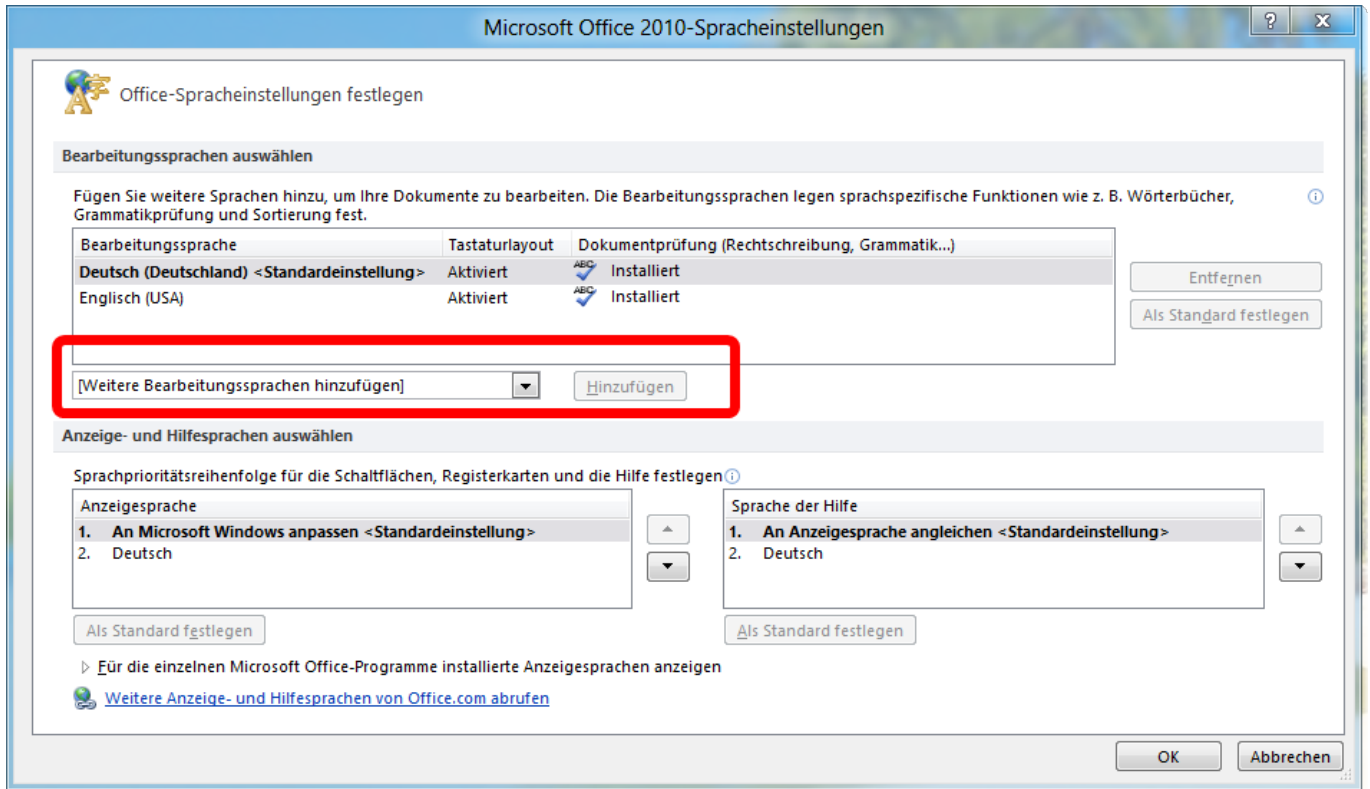 Microsoft Office 2010-Spracheinstellungen
Office-Spracheinstellungen festlegen
Bearbeitungssprachen auswählen
Fügen Sie weitere Sprachen hinzu, um Ihre Dokumente zu bearbeiten. Die Bearbeitungssprachen legen sprachspezifische Funktionen wie z. B. Wörterbücher,
Grammatikprüfung und Sortierung fest.
Bearbeitungssprache Tastaturlayout Dokumentprüfung (Rechtschreibung, Grammatik...)
Deutsch (Deutschland) <Standardeinstellung> Aktiviert ABC Installiert
Englisch (USA) Aktiviert ABC Installiert
Entfernen
Als Standard festlegen
[Weitere Bearbeitungssprachen hinzufügen] Hinzufügen
Anzeige- und Hilfesprachen auswählen
Sprachprioritätsreihenfolge für die Schaltflächen, Registerkarten und die Hilfe festlegen
Anzeigesprache
1. An Microsoft Windows anpassen <Standardeinstellung>
2. Deutsch
Als Standard festlegen
Sprache der Hilfe
1. An Anzeigesprache angleichen <Standardeinstellung>
2. Deutsch
Als Standard festlegen
Für die einzelnen Microsoft Office-Programme installierte Anzeigesprachen anzeigen
Weitere Anzeige- und Hilfesprachen von Office.com abrufen
OK Abbrechen